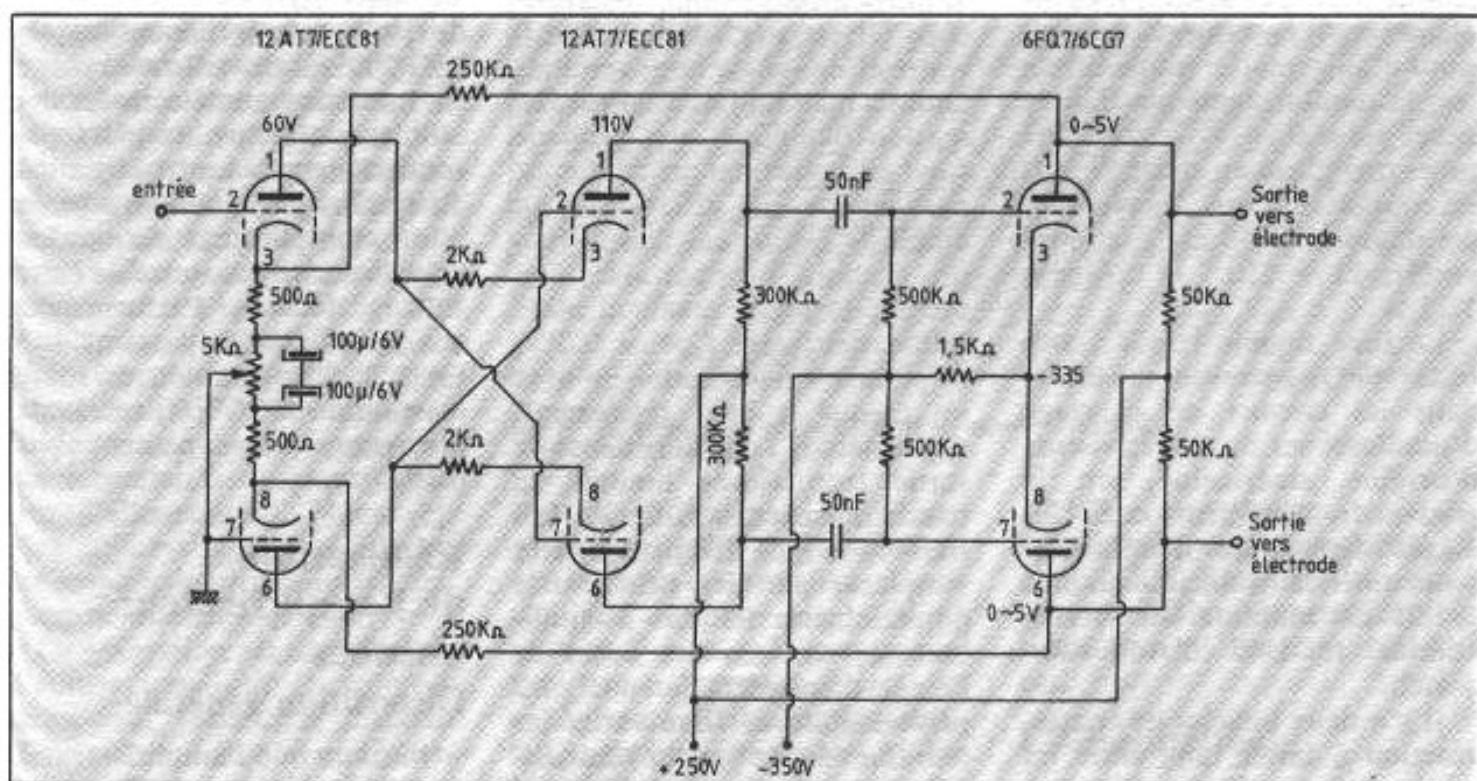 12AT7/ECC81
12AT7/ECC81
6FQ7/6CG7
250KΩ
60V
110V
0~5V
1
1
1
entrée
2
2
50nF
2
Sortie
vers
électrode
3
2KΩ
3
3
500Ω
300KΩ
500KΩ
50KΩ
5KΩ
100µ/6V
1,5KΩ
-335
100µ/6V
500Ω
2KΩ
300KΩ
500KΩ
50KΩ
8
8
8
7
7
50nF
7
Sortie
vers
électrode
6
6
6
0~5V
250KΩ
+250V
-350V